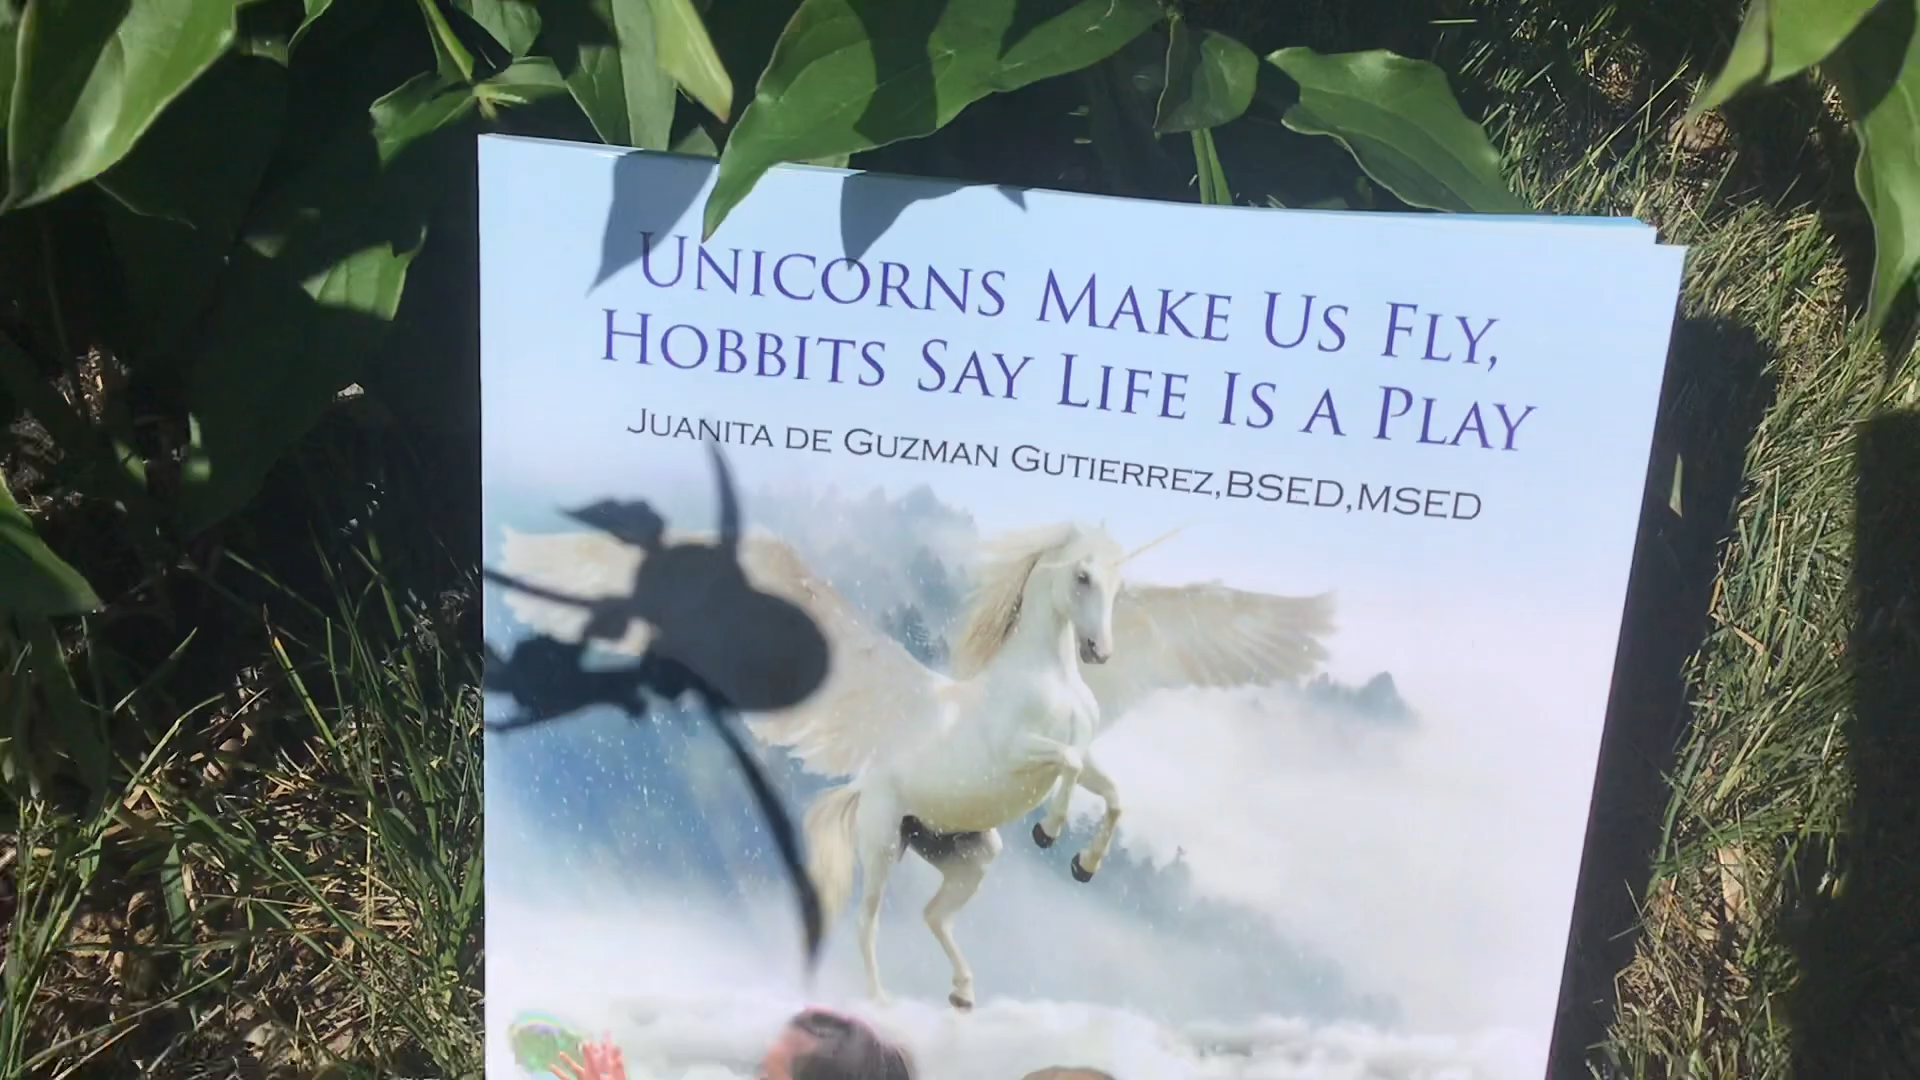 Unicorns Make Us Fly,
Hobbits Say Life Is a Play
Juanita de Guzman Gutierrez,BSED,MSED